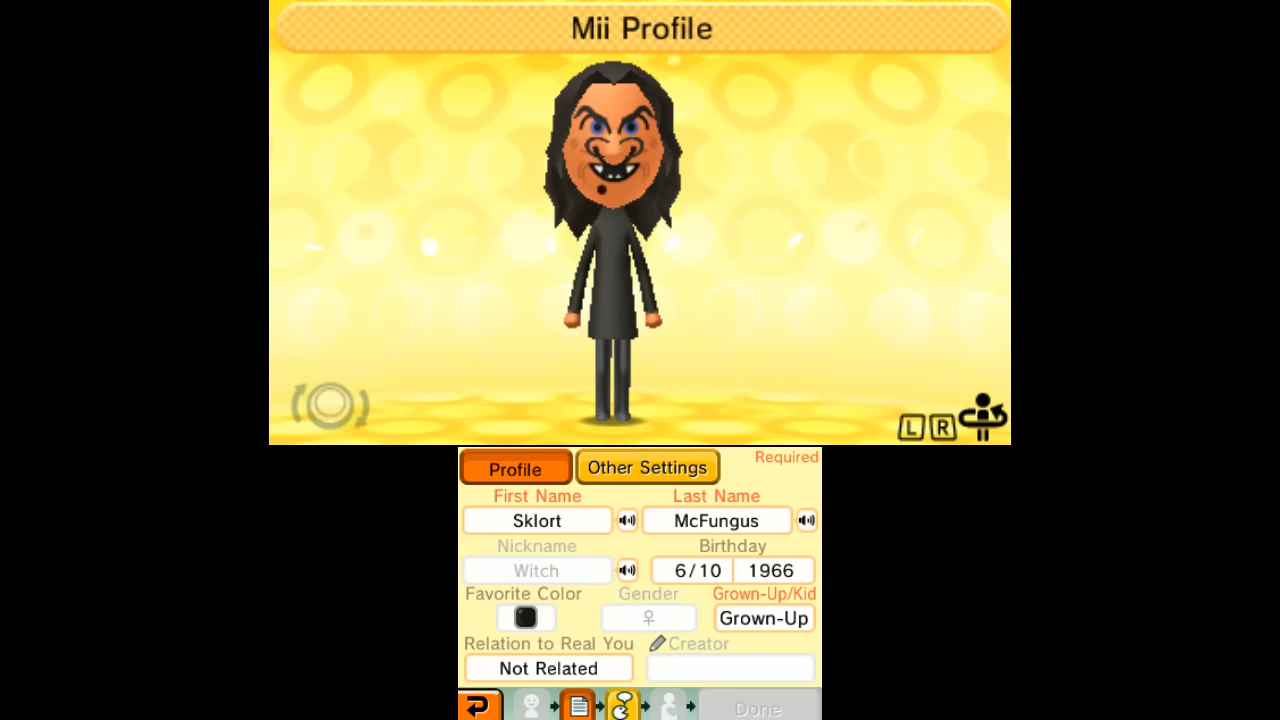 Mii Profile
L R
Profile Other Settings Required
First Name Last Name
Sklort McFungus
Nickname Birthday
Witch 6/10 1966
Favorite Color Gender Grown-Up/Kid
♀ Grown-Up
Relation to Real You Creator
Not Related
Done